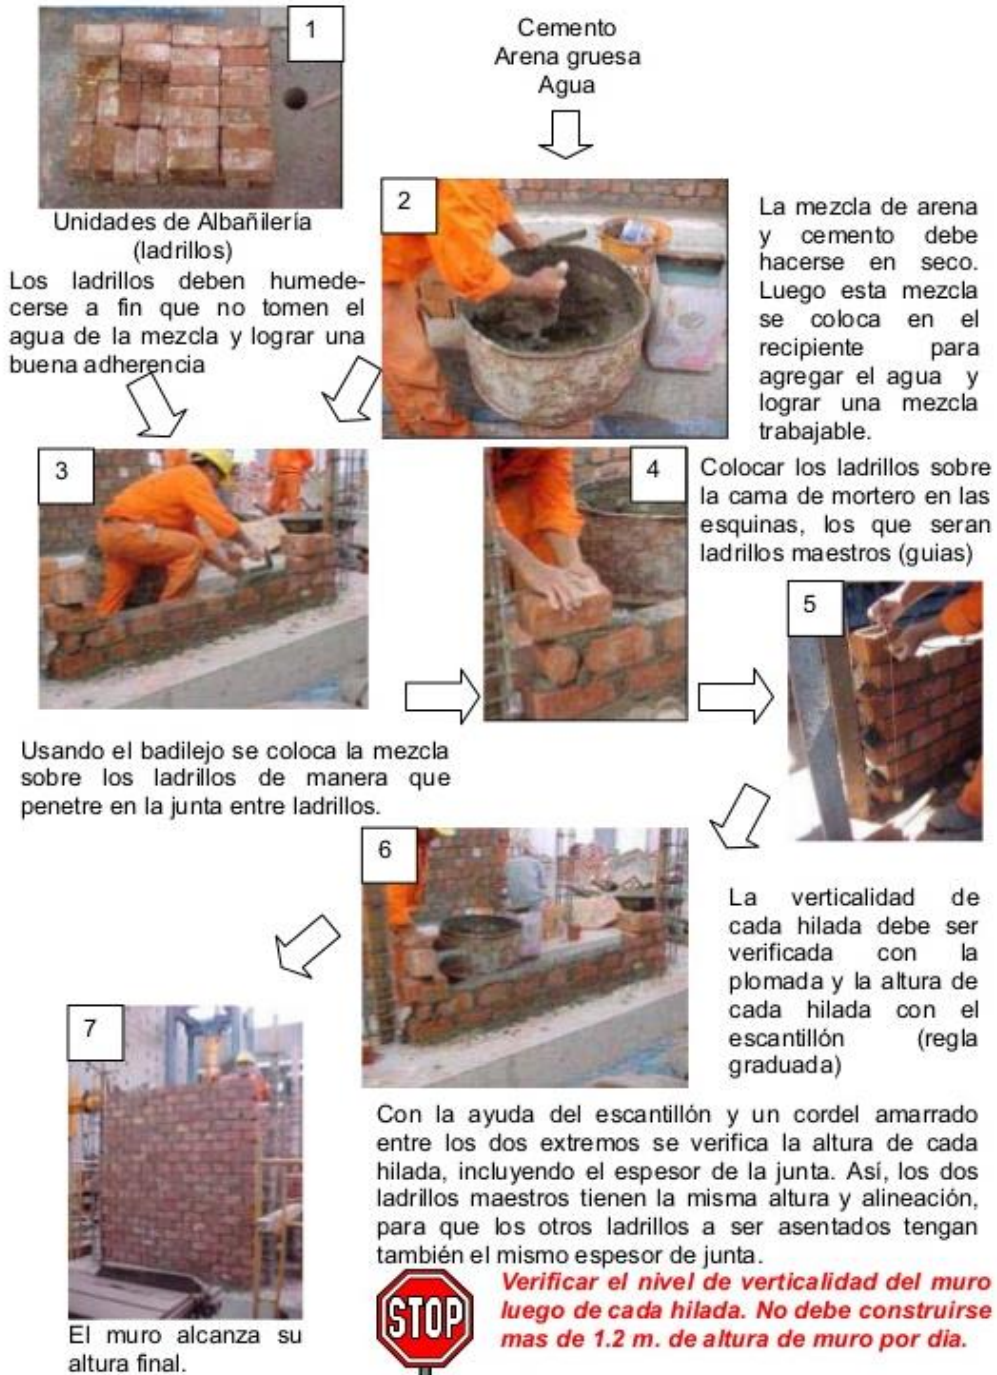 1
Unidades de Albañilería
(ladrillos)
Los ladrillos deben humede-
cerse a fin que no tomen el
agua de la mezcla y lograr una
buena adherencia
Cemento
Arena gruesa
Agua
2
La mezcla de arena
y cemento debe
hacerse en seco.
Luego esta mezcla
se coloca en el
recipiente para
agregar el agua y
lograr una mezcla
trabajable.
3
Usando el badilejo se coloca la mezcla
sobre los ladrillos de manera que
penetre en la junta entre ladrillos.
4
Colocar los ladrillos sobre
la cama de mortero en las
esquinas, los que seran
ladrillos maestros (guias)
5
La verticalidad de
cada hilada debe ser
verificada con la
plomada y la altura de
cada hilada con el
escantillón (regla
graduada)
6
Con la ayuda del escantillón y un cordel amarrado
entre los dos extremos se verifica la altura de cada
hilada, incluyendo el espesor de la junta. Así, los dos
ladrillos maestros tienen la misma altura y alineación,
para que los otros ladrillos a ser asentados tengan
también el mismo espesor de junta.
7
El muro alcanza su
altura final.
STOP
Verificar el nivel de verticalidad del muro
luego de cada hilada. No debe construirse
mas de 1.2 m. de altura de muro por dia.